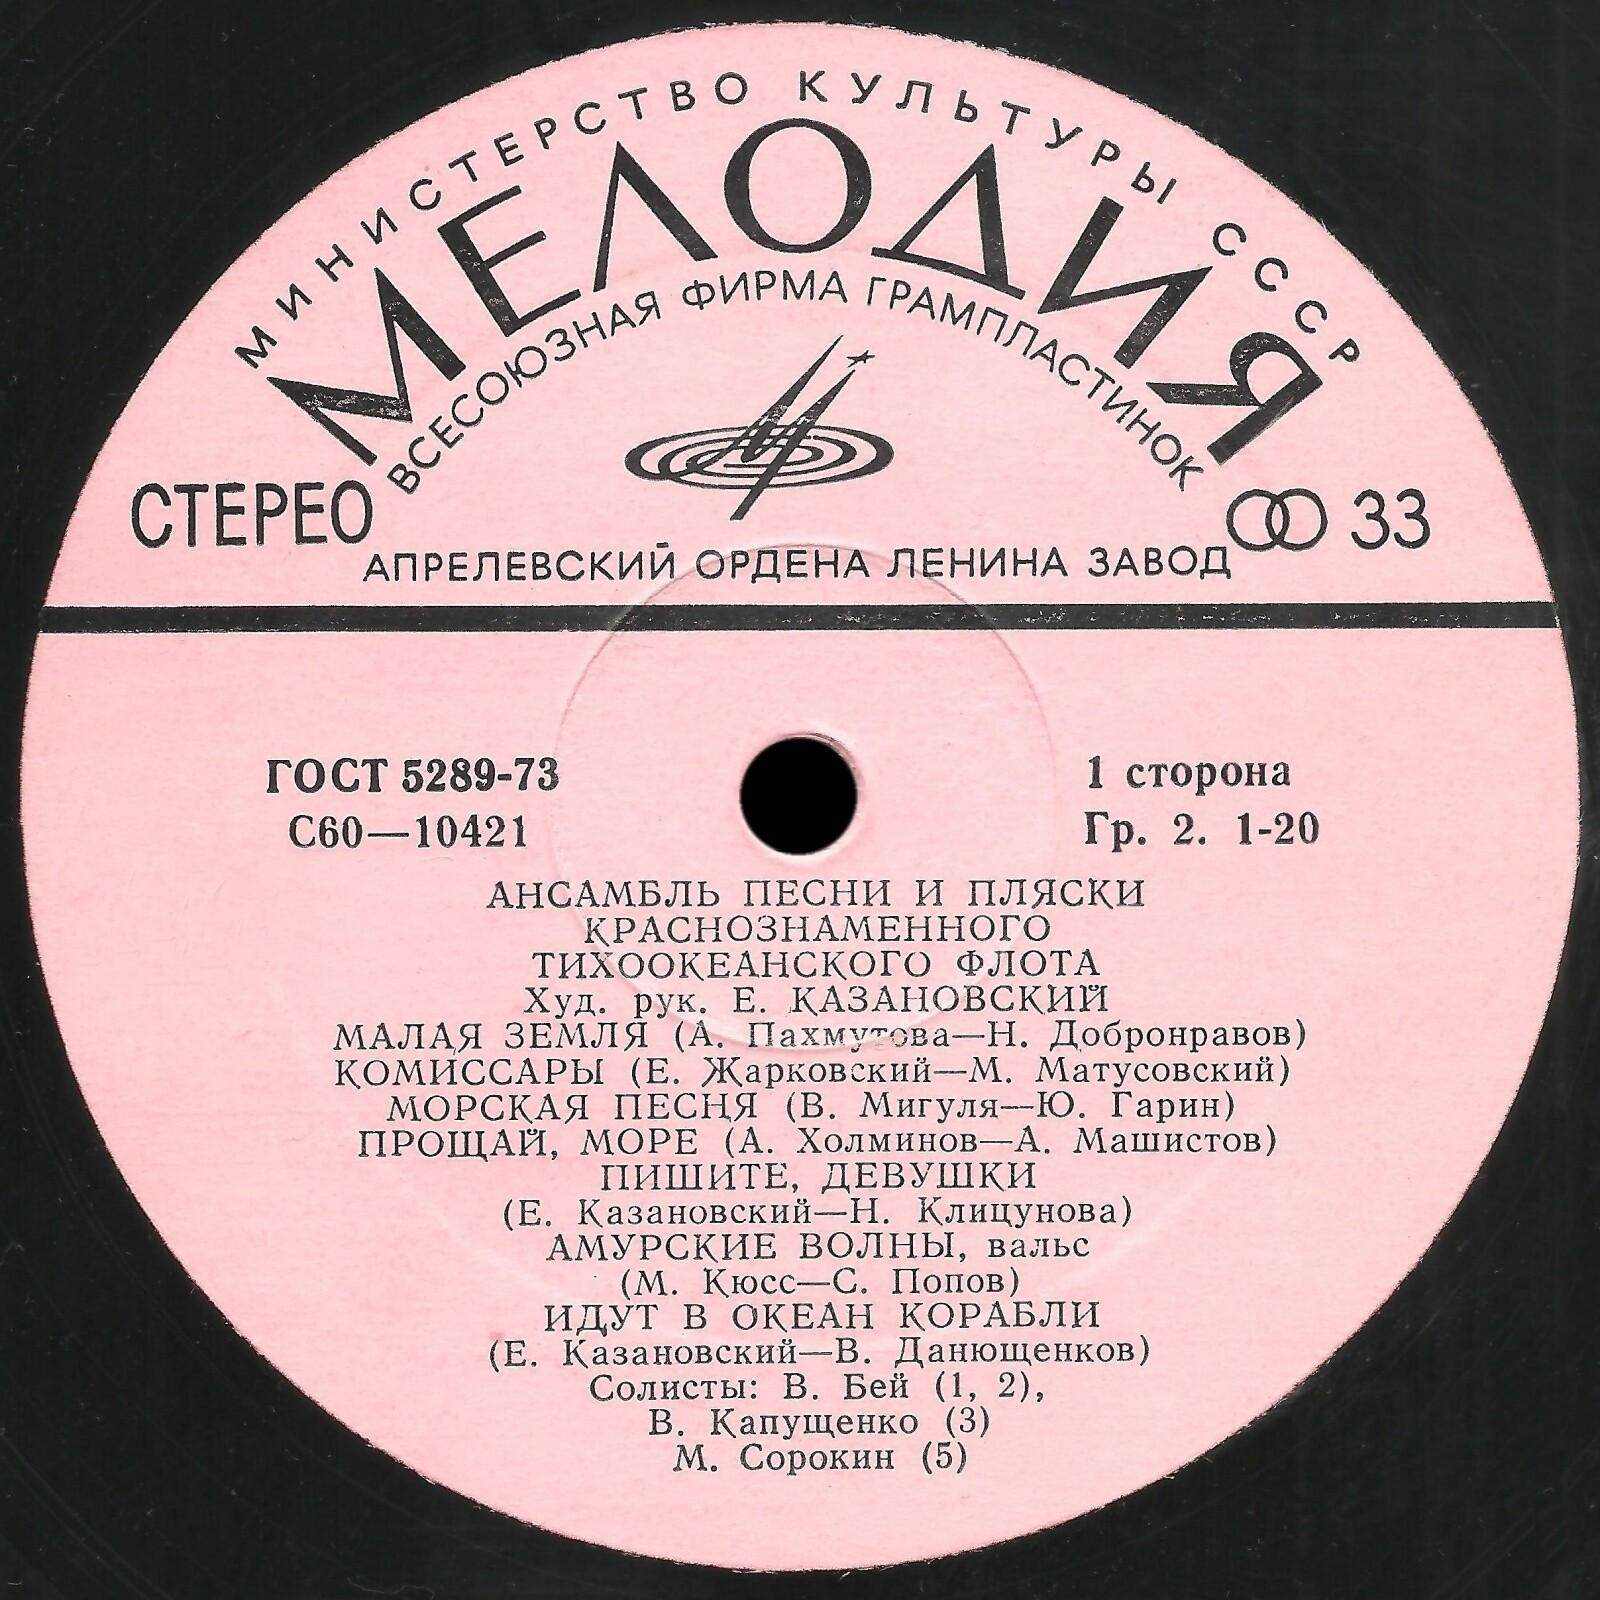 МИНИСТЕРСТВО КУЛЬТУРЫ СССР
МЕЛОДИЯ
ВСЕСОЮЗНАЯ ФИРМА ГРАМПЛАСТИНОК
СТЕРЕО
33
АПРЕЛЕВСКИЙ ОРДЕНА ЛЕНИНА ЗАВОД
ГОСТ 5289-73
1 сторона
С60—10421
Гр. 2. 1-20
АНСАМБЛЬ ПЕСНИ И ПЛЯСКИ
КРАСНОЗНАМЕННОГО
ТИХООКЕАНСКОГО ФЛОТА
Худ. рук. Е. КАЗАНОВСКИЙ
МАЛАЯ ЗЕМЛЯ (А. Пахмутова—Н. Добронравов)
КОМИССАРЫ (Е. Жарковский—М. Матусовский)
МОРСКАЯ ПЕСНЯ (В. Мигуля—Ю. Гарин)
ПРОЩАЙ, МОРЕ (А. Холминов—А. Машистов)
ПИШИТЕ, ДЕВУШКИ
(Е. Казановский—Н. Клицунова)
АМУРСКИЕ ВОЛНЫ, вальс
(М. Кюсс—С. Попов)
ИДУТ В ОКЕАН КОРАБЛИ
(Е. Казановский—В. Данющенков)
Солисты: В. Бей (1, 2),
В. Капущенко (3)
М. Сорокин (5)